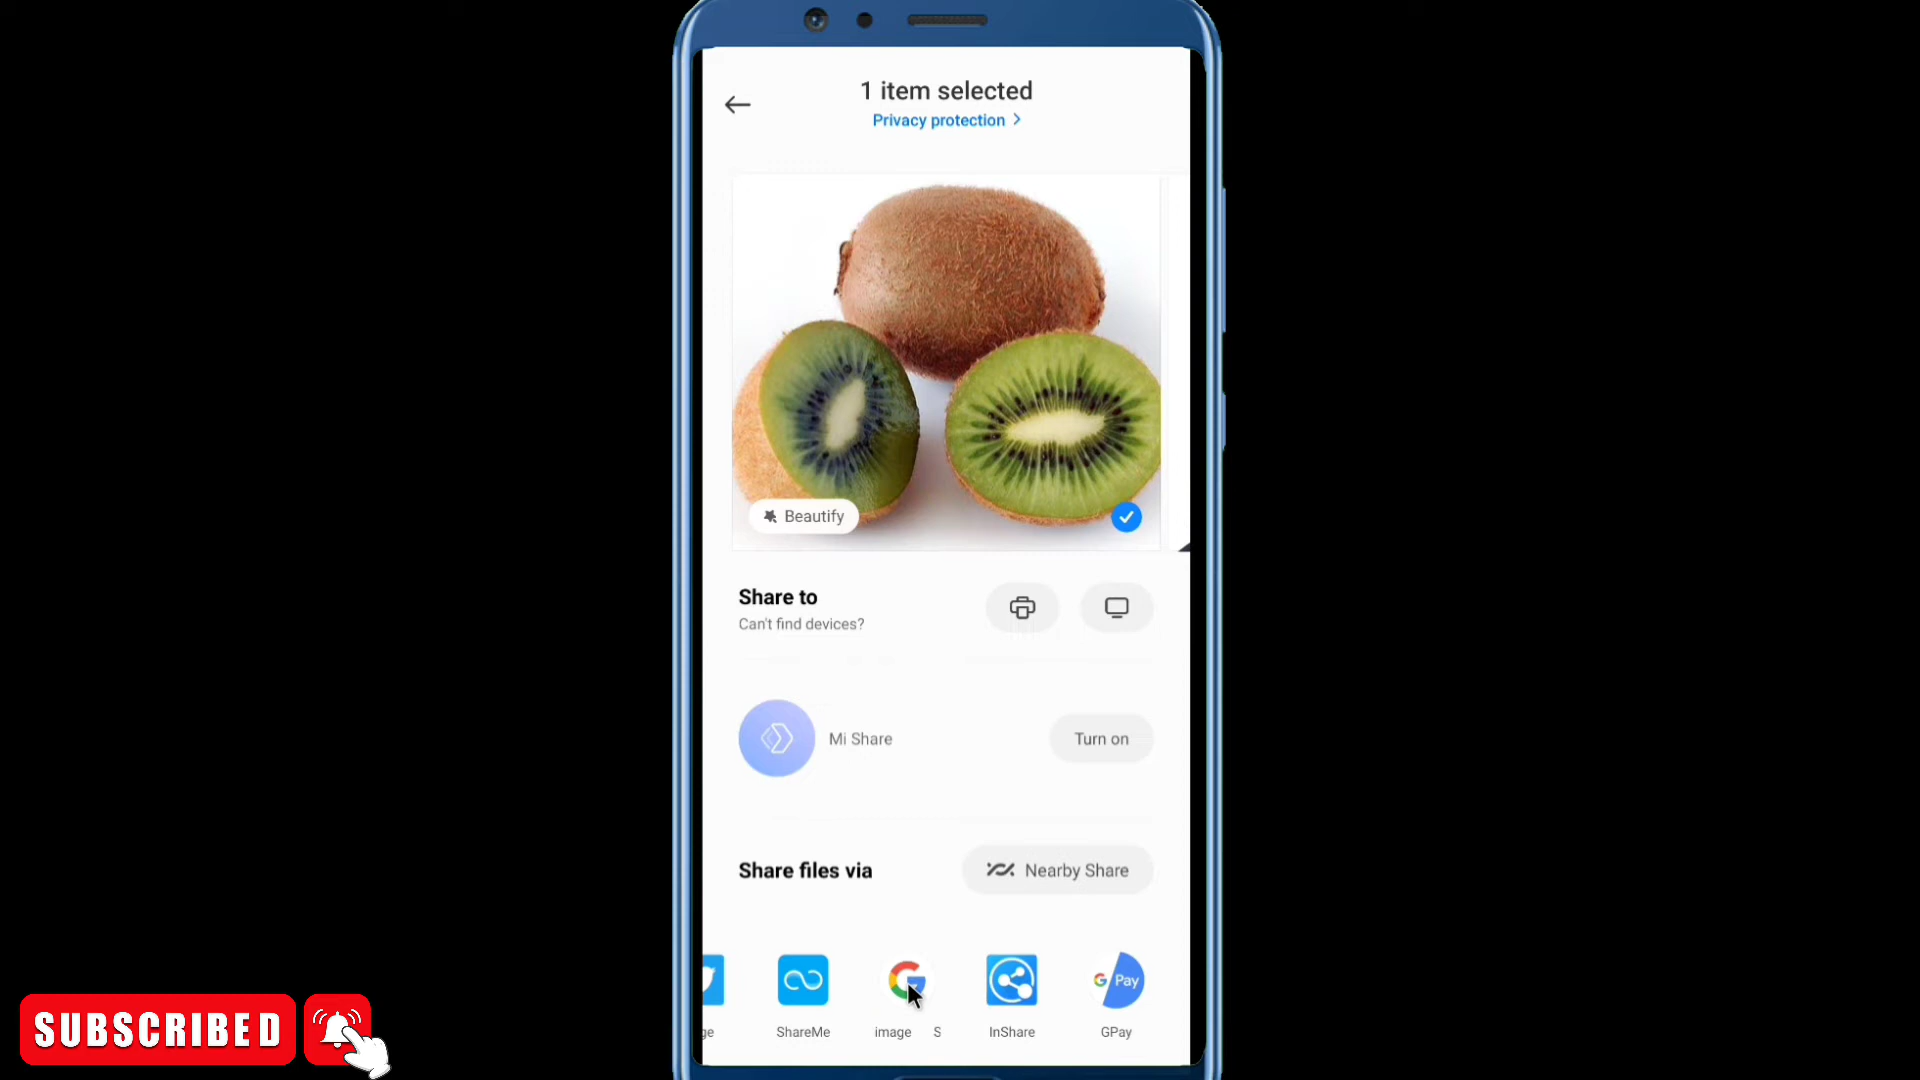 1 item selected
Privacy protection
Beautify
Share to
Can't find devices?
Mi Share
Turn on
Share files via
Nearby Share
G Pay
ge
ShareMe
image S
InShare
GPay
SUBSCRIBED